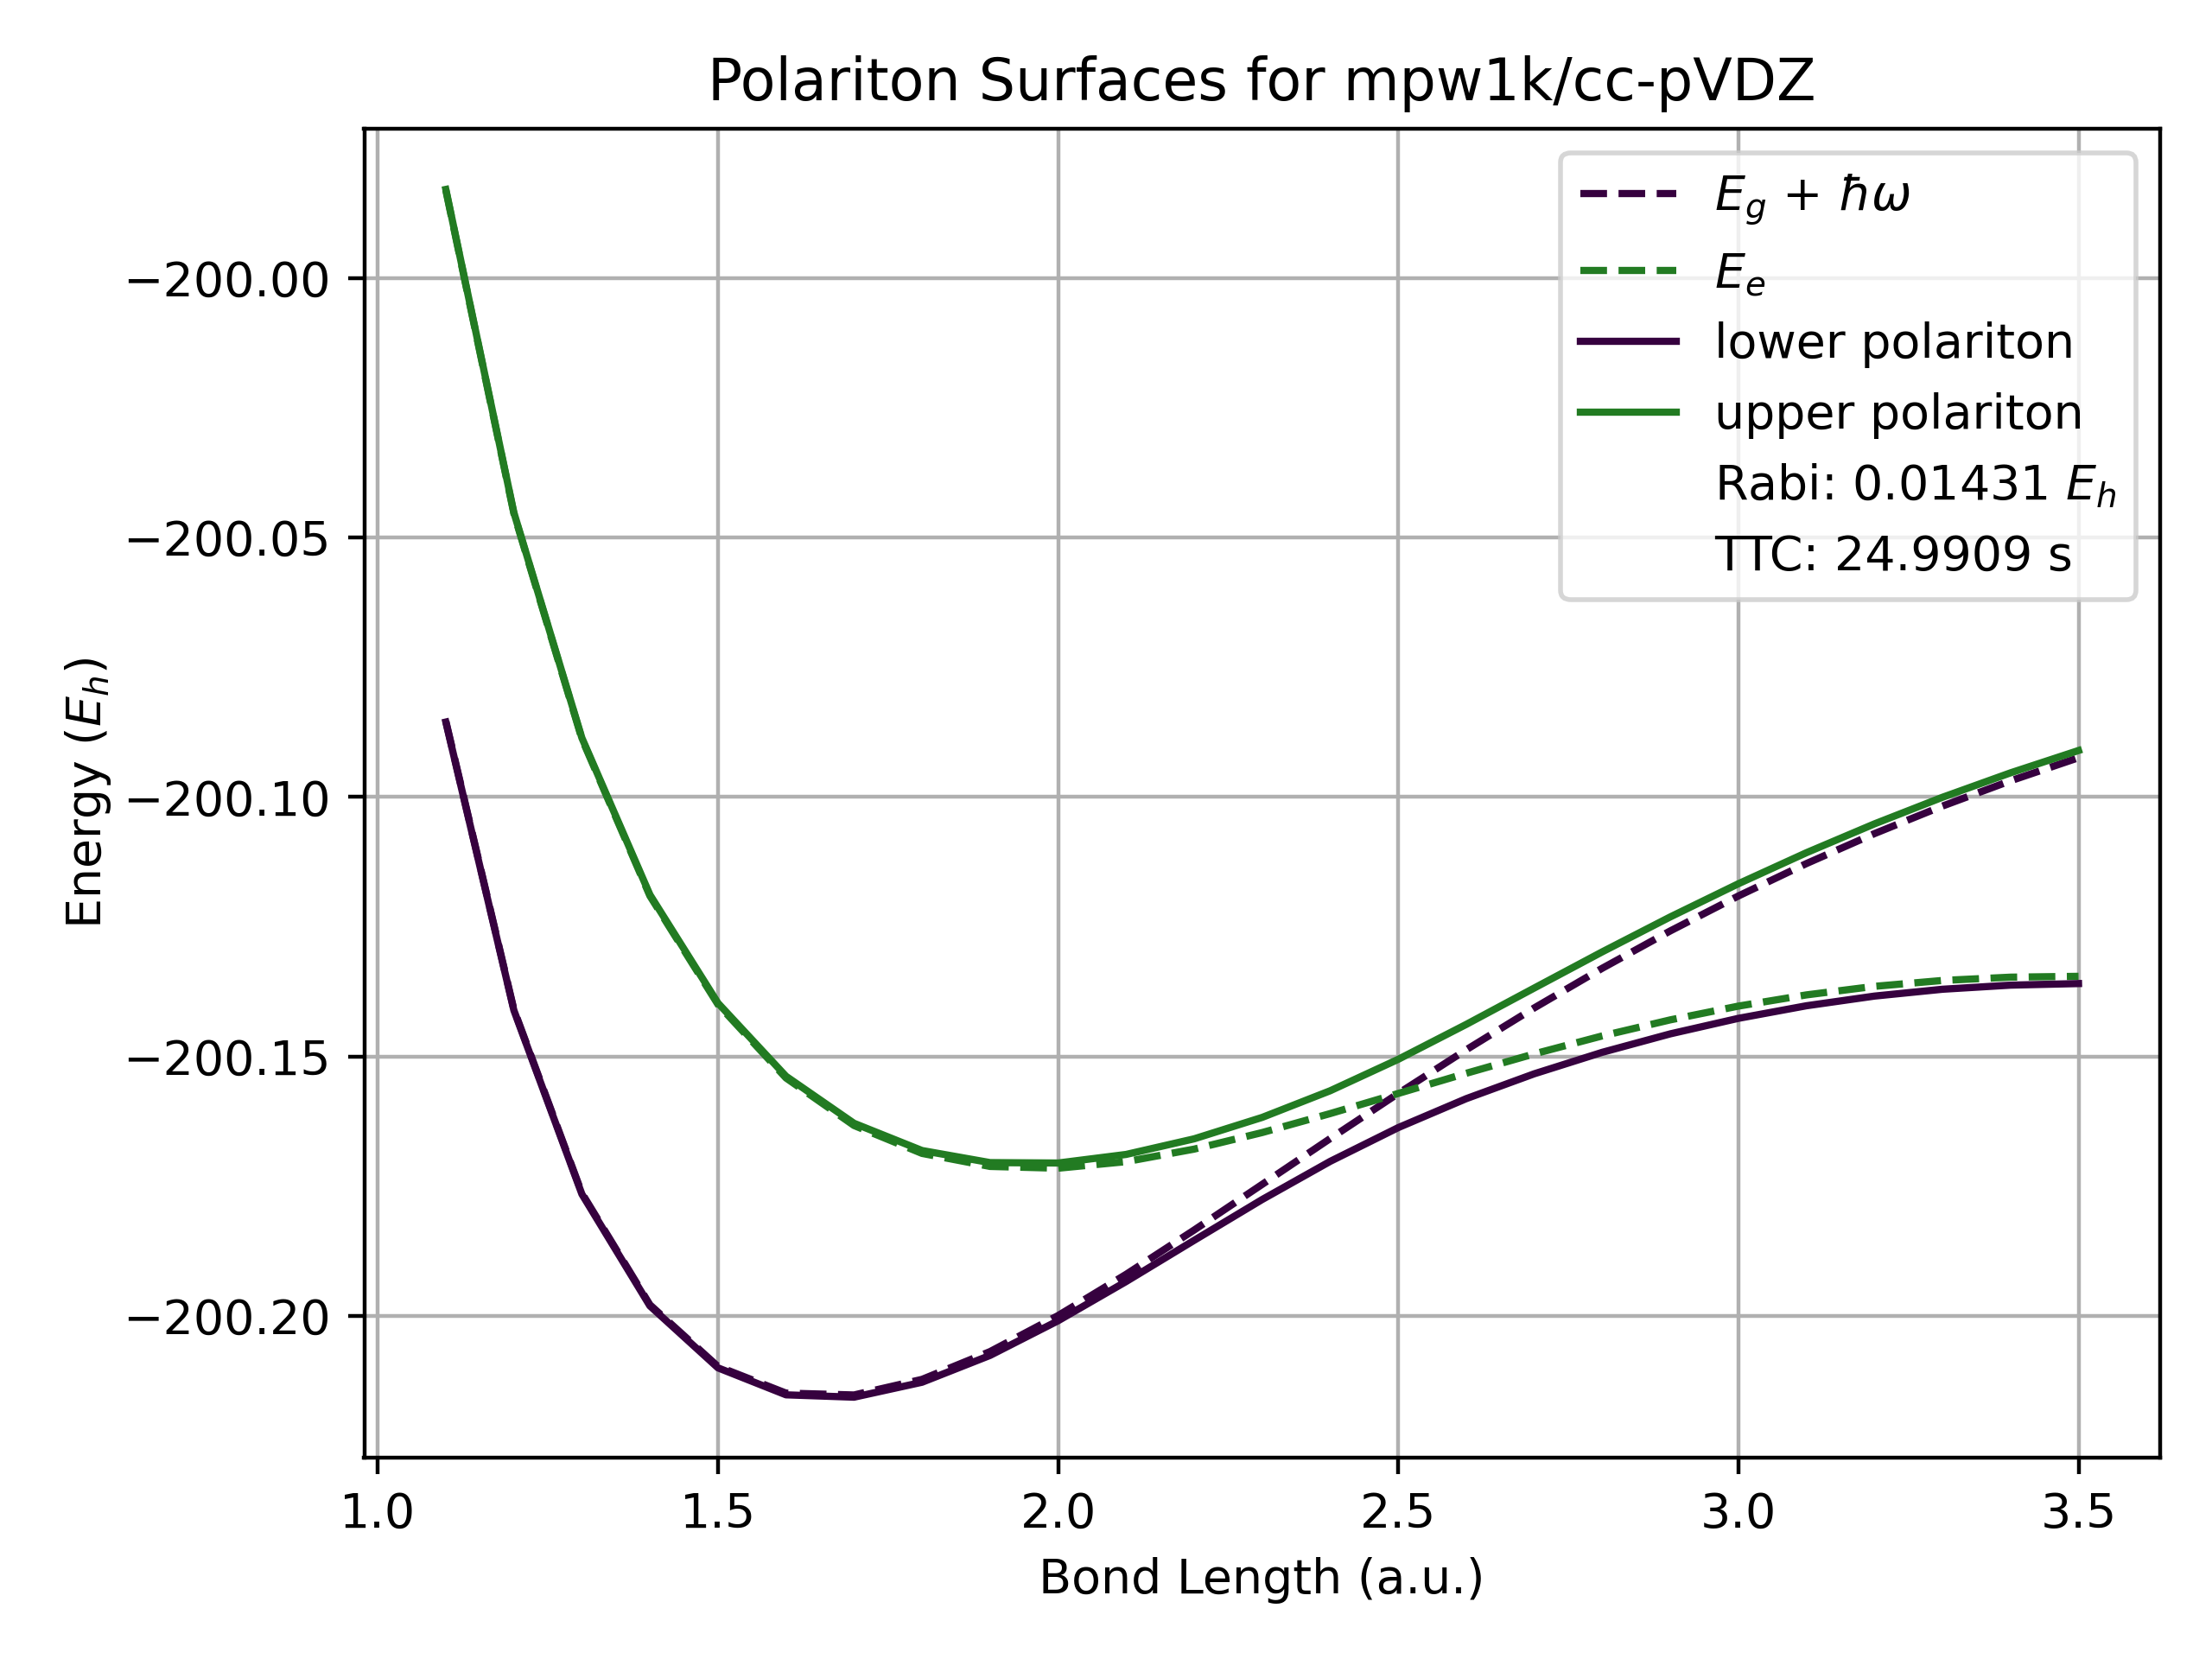 Polariton Surfaces for mpw1k/cc-pVDZ
E_g + ℏω
E_e
lower polariton
upper polariton
Rabi: 0.01431 E_h
TTC: 24.9909 s
Energy (E_h)
−200.00
−200.05
−200.10
−200.15
−200.20
1.0 1.5 2.0 2.5 3.0 3.5
Bond Length (a.u.)